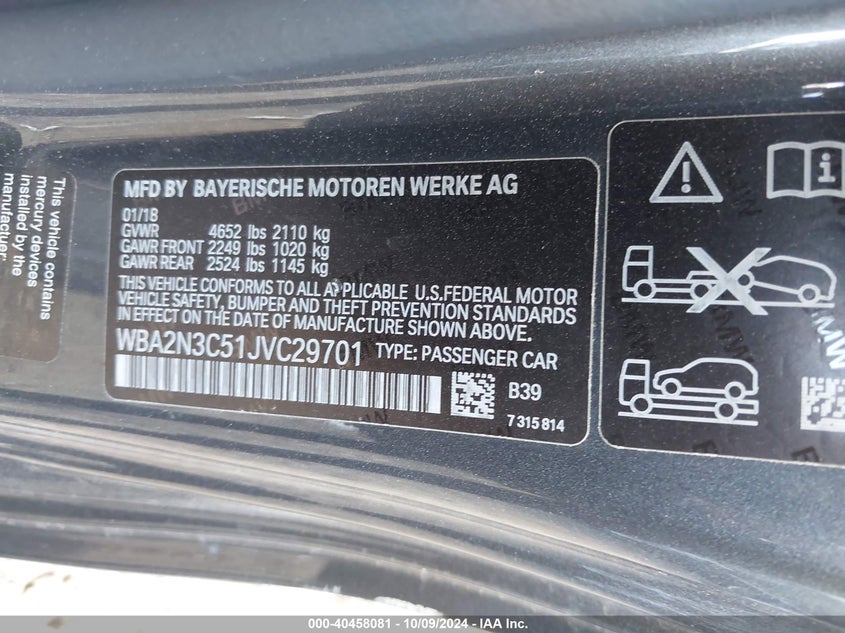 This vehicle contains
mercury devices
installed by the
manufacturer:
MFD BY BAYERISCHE MOTOREN WERKE AG
01/18
GVWR 4652 lbs 2110 kg
GAWR FRONT 2249 lbs 1020 kg
GAWR REAR 2524 lbs 1145 kg
THIS VEHICLE CONFORMS TO ALL APPLICABLE U.S.FEDERAL MOTOR
VEHICLE SAFETY, BUMPER AND THEFT PREVENTION STANDARDS
IN EFFECT ON THE DATE OF MANUFACTURE SHOWN ABOVE.
WBA2N3C51JVC29701 TYPE: PASSENGER CAR
B39
7 315 814
BMW
000-40458081 - 10/09/2024 - IAA Inc.